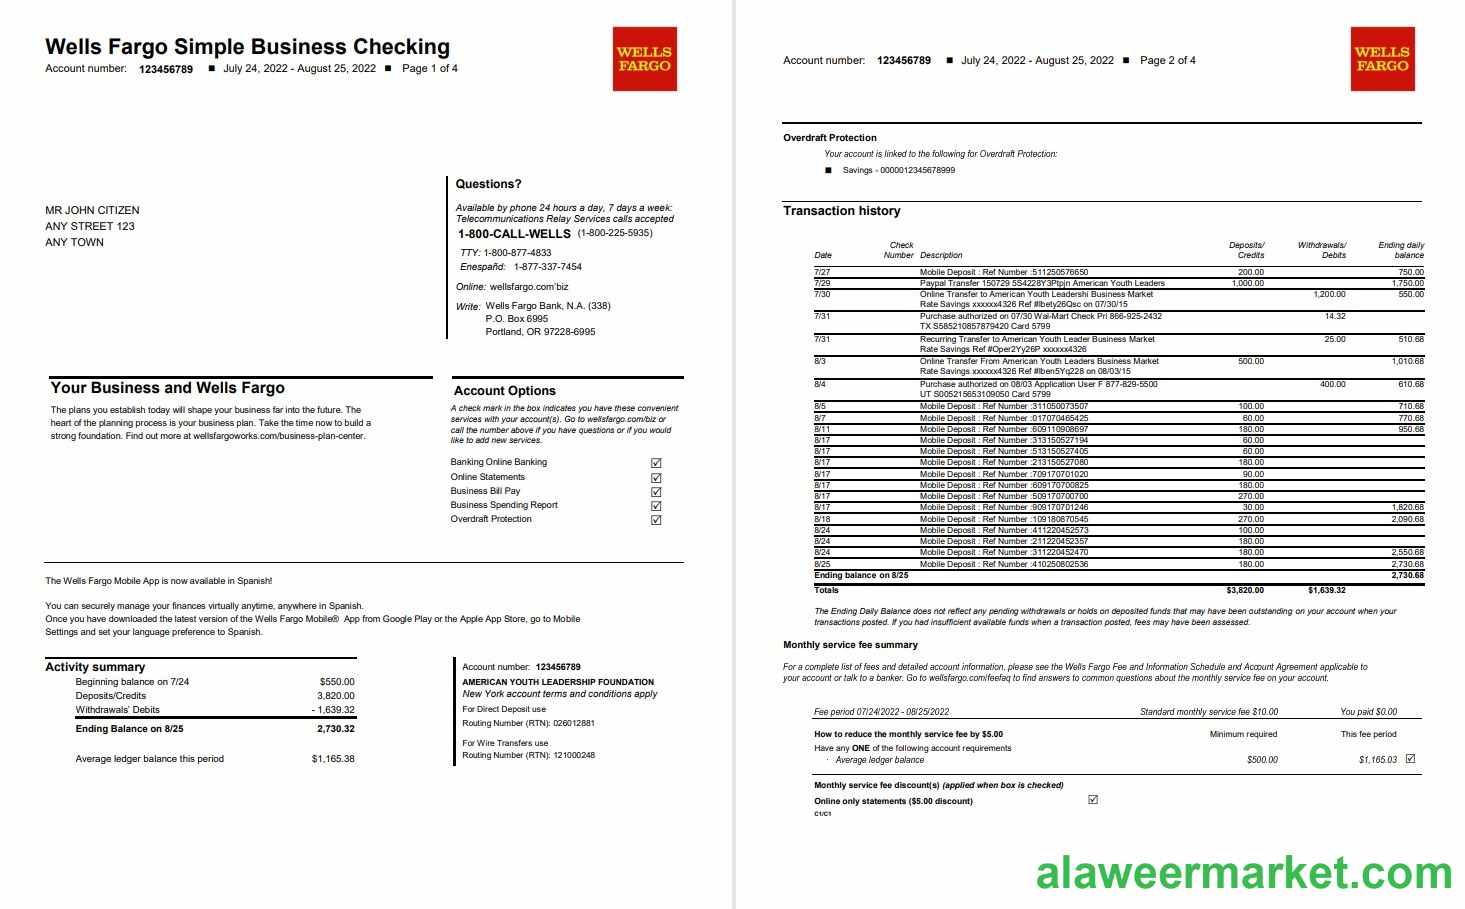 Wells Fargo Simple Business Checking
Account number: 123456789 ■ July 24, 2022 - August 25, 2022 ■ Page 1 of 4
WELLS
FARGO
MR JOHN CITIZEN
ANY STREET 123
ANY TOWN
Questions?
Available by phone 24 hours a day, 7 days a week:
Telecommunications Relay Services calls accepted
1-800-CALL-WELLS (1-800-225-5935)
TTY: 1-800-877-4833
Enespañd: 1-877-337-7454
Online: wellsfargo.com'biz
Write: Wells Fargo Bank, N.A. (338)
P.O. Box 6995
Portland, OR 97228-6995
Your Business and Wells Fargo
The plans you establish today will shape your business far into the future. The
heart of the planning process is your business plan. Take the time now to build a
strong foundation. Find out more at wellsfargoworks.com/business-plan-center.
Account Options
A check mark in the box indicates you have these convenient
services with your account(s). Go to wellsfargo.com/biz or
call the number above if you have questions or if you would
like to add new services.
Banking Online Banking ☑
Online Statements ☑
Business Bill Pay ☑
Business Spending Report ☑
Overdraft Protection ☑
The Wells Fargo Mobile App is now available in Spanish!
You can securely manage your finances virtually anytime, anywhere in Spanish.
Once you have downloaded the latest version of the Wells Fargo Mobile® App from Google Play or the Apple App Store, go to Mobile
Settings and set your language preference to Spanish.
Activity summary
Beginning balance on 7/24 $550.00
Deposits/Credits 3,820.00
Withdrawals' Debits - 1,639.32
Ending Balance on 8/25 2,730.32
Average ledger balance this period $1,165.38
Account number: 123456789
AMERICAN YOUTH LEADERSHIP FOUNDATION
New York account terms and conditions apply
For Direct Deposit use
Routing Number (RTN): 026012881
For Wire Transfers use
Routing Number (RTN): 121000248
Account number: 123456789 ■ July 24, 2022 - August 25, 2022 ■ Page 2 of 4
WELLS
FARGO
Overdraft Protection
Your account is linked to the following for Overdraft Protection:
■ Savings - 0000012345678999
Transaction history
Check Deposits/ Withdrawals/ Ending daily
Date Number Description Credits Debits balance
7/27 Mobile Deposit : Ref Number :511250576650 200.00 750.00
7/29 Paypal Transfer 150729 5S4228Y3Ptpjn American Youth Leaders 1,000.00 1,750.00
7/30 Online Transfer to American Youth Leadershi Business Market 1,200.00 550.00
Rate Savings xxxxxx4326 Ref #Ibety26Qsc on 07/30/15
7/31 Purchase authorized on 07/30 Wal-Mart Check Pri 866-925-2432 14.32
TX S585210857879420 Card 5799
7/31 Recurring Transfer to American Youth Leader Business Market 25.00 510.68
Rate Savings Ref #Oper2Yy26P xxxxxx4326
8/3 Online Transfer From American Youth Leaders Business Market 500.00 1,010.68
Rate Savings xxxxxx4326 Ref #Iben5Yq228 on 08/03/15
8/4 Purchase authorized on 08/03 Application User F 877-829-5500 400.00 610.68
UT S005215653109050 Card 5799
8/5 Mobile Deposit : Ref Number :311050073507 100.00 710.68
8/7 Mobile Deposit : Ref Number :017070465425 60.00 770.68
8/11 Mobile Deposit : Ref Number :609110908697 180.00 950.68
8/17 Mobile Deposit : Ref Number :313150527194 60.00
8/17 Mobile Deposit : Ref Number :513150527405 60.00
8/17 Mobile Deposit : Ref Number :213150527080 180.00
8/17 Mobile Deposit : Ref Number :709170701020 90.00
8/17 Mobile Deposit : Ref Number :609170700825 180.00
8/17 Mobile Deposit : Ref Number :509170700700 270.00
8/17 Mobile Deposit : Ref Number :909170701246 30.00 1,820.68
8/18 Mobile Deposit : Ref Number :109180870545 270.00 2,090.68
8/24 Mobile Deposit : Ref Number :411220452573 100.00
8/24 Mobile Deposit : Ref Number :211220452357 180.00
8/24 Mobile Deposit : Ref Number :311220452470 180.00 2,550.68
8/25 Mobile Deposit : Ref Number :410250802536 180.00 2,730.68
Ending balance on 8/25 2,730.68
Totals $3,820.00 $1,639.32
The Ending Daily Balance does not reflect any pending withdrawals or holds on deposited funds that may have been outstanding on your account when your
transactions posted. If you had insufficient available funds when a transaction posted, fees may have been assessed.
Monthly service fee summary
For a complete list of fees and detailed account information, please see the Wells Fargo Fee and Information Schedule and Account Agreement applicable to
your account or talk to a banker. Go to wellsfargo.com/feefaq to find answers to common questions about the monthly service fee on your account.
Fee period 07/24/2022 - 08/25/2022 Standard monthly service fee $10.00 You paid $0.00
How to reduce the monthly service fee by $5.00 Minimum required This fee period
Have any ONE of the following account requirements
· Average ledger balance $500.00 $1,165.03 ☑
Monthly service fee discount(s) (applied when box is checked)
Online only statements ($5.00 discount) ☑
C1/C1
alaweermarket.com